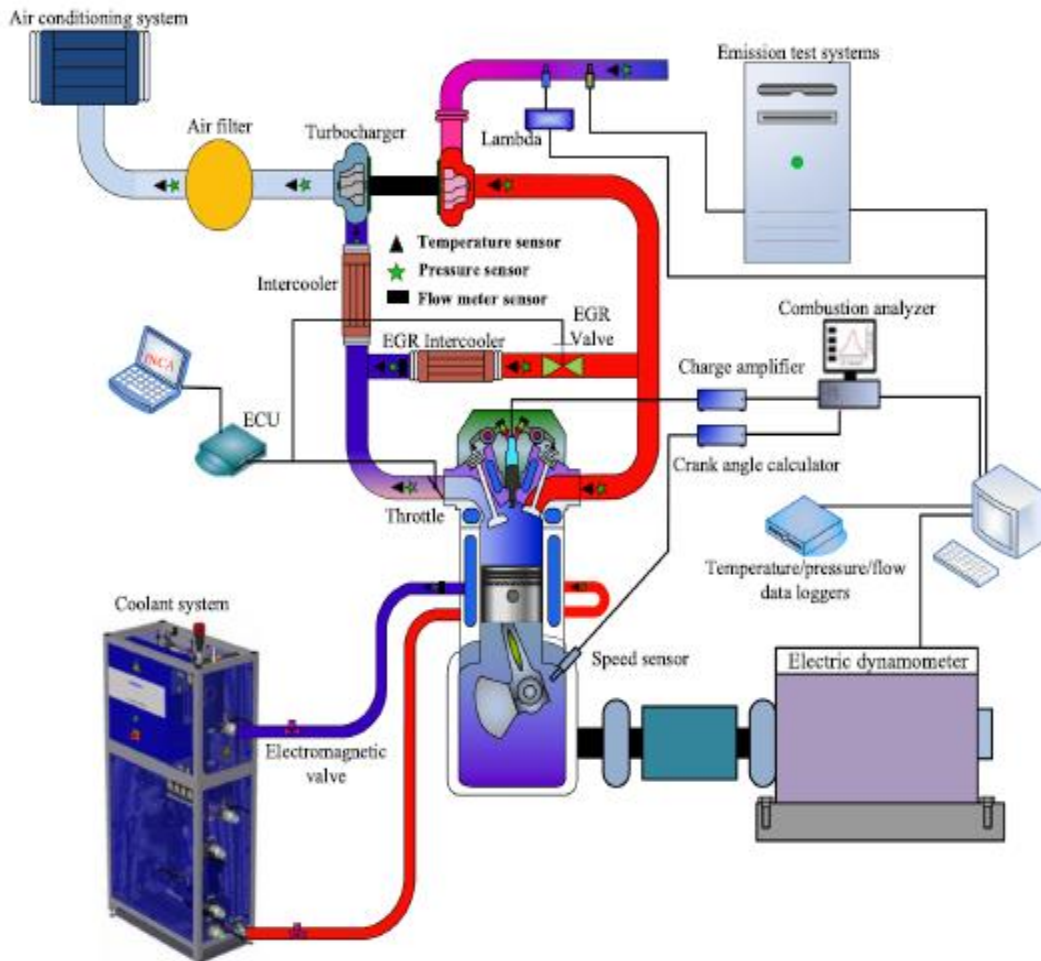 Air conditioning system
Emission test systems
Air filter
Turbocharger
Lambda
Temperature sensor
Pressure sensor
Flow meter sensor
Intercooler
EGR
Valve
EGR Intercooler
Combustion analyzer
Charge amplifier
INCA
ECU
Crank angle calculator
Throttle
Temperature/pressure/flow
data loggers
Coolant system
Speed sensor
Electric dynamometer
Electromagnetic
valve